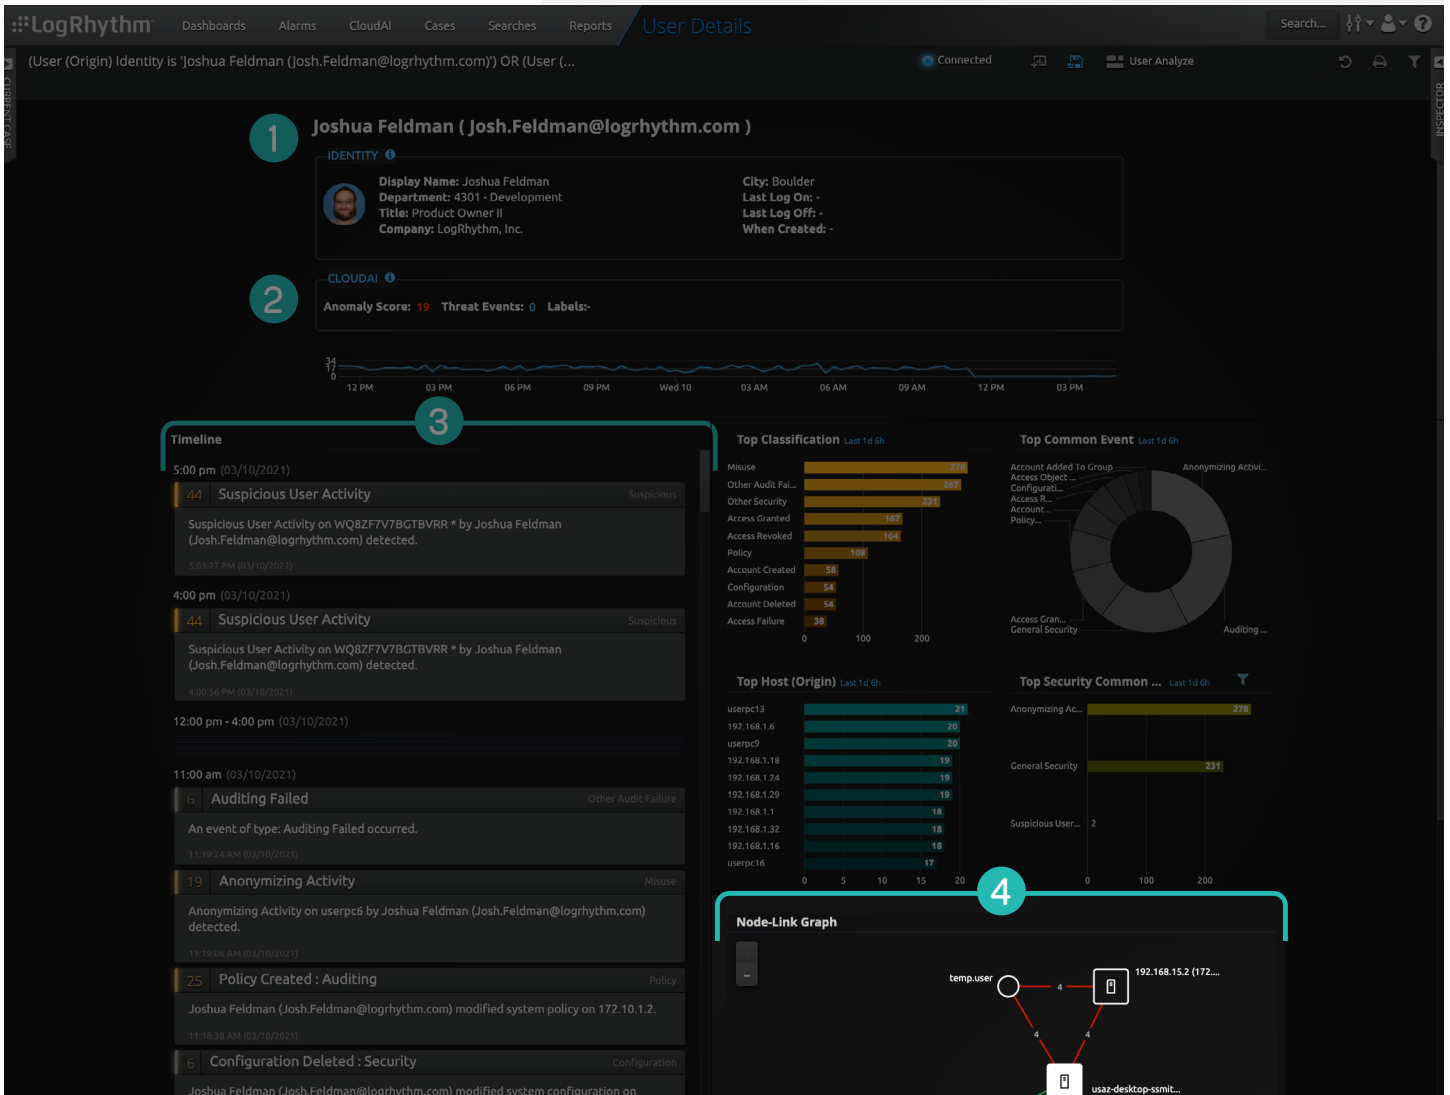 LogRhythm Dashboards Alarms CloudAI Cases Searches Reports User Details Search...
(User (Origin) Identity is 'Joshua Feldman (Josh.Feldman@logrhythm.com)') OR (User (... Connected User Analyze
CURRENT CASE
INSPECTOR
1 Joshua Feldman ( Josh.Feldman@logrhythm.com )
IDENTITY
Display Name: Joshua Feldman
Department: 4301 - Development
Title: Product Owner II
Company: LogRhythm, Inc.
City: Boulder
Last Log On: -
Last Log Off: -
When Created: -
2
CLOUDAI
Anomaly Score: 19 Threat Events: 0 Labels:-
34
17
0
12 PM 03 PM 06 PM 09 PM Wed 10 03 AM 06 AM 09 AM 12 PM 03 PM
3
Timeline
5:00 pm (03/10/2021)
44 Suspicious User Activity Suspicious
Suspicious User Activity on WQ8ZF7V7BGTBVRR * by Joshua Feldman
(Josh.Feldman@logrhythm.com) detected.
5:03:27 PM (03/10/2021)
4:00 pm (03/10/2021)
44 Suspicious User Activity Suspicious
Suspicious User Activity on WQ8ZF7V7BGTBVRR * by Joshua Feldman
(Josh.Feldman@logrhythm.com) detected.
4:00:56 PM (03/10/2021)
12:00 pm - 4:00 pm (03/10/2021)
11:00 am (03/10/2021)
6 Auditing Failed Other Audit Failure
An event of type: Auditing Failed occurred.
11:19:24 AM (03/10/2021)
19 Anonymizing Activity Misuse
Anonymizing Activity on userpc6 by Joshua Feldman (Josh.Feldman@logrhythm.com)
detected.
11:19:06 AM (03/10/2021)
25 Policy Created : Auditing Policy
Joshua Feldman (Josh.Feldman@logrhythm.com) modified system policy on 172.10.1.2.
11:18:38 AM (03/10/2021)
6 Configuration Deleted : Security Configuration
Joshua Feldman (Josh.Feldman@logrhythm.com) modified system configuration on
Top Classification Last 1d 6h
Misuse 278
Other Audit Fai... 267
Other Security 231
Access Granted 167
Access Revoked 164
Policy 108
Account Created 58
Configuration 54
Account Deleted 54
Access Failure 38
0 100 200
Top Common Event Last 1d 6h
Account Added To Group
Access Object ...
Configurati...
Access R...
Account...
Policy...
Anonymizing Activi...
Access Gran...
General Security
Auditing ...
Top Host (Origin) Last 1d 6h
userpc13 21
192.168.1.6 20
userpc9 20
192.168.1.18 19
192.168.1.24 19
192.168.1.29 19
192.168.1.1 18
192.168.1.32 18
192.168.1.16 18
userpc16 17
0 5 10 15 20
Top Security Common ... Last 1d 6h
Anonymizing Ac... 278
General Security 231
Suspicious User... 2
0 100 200
4
Node-Link Graph
+
-
temp.user
4
192.168.15.2 (172....
4 4
usaz-desktop-ssmit...